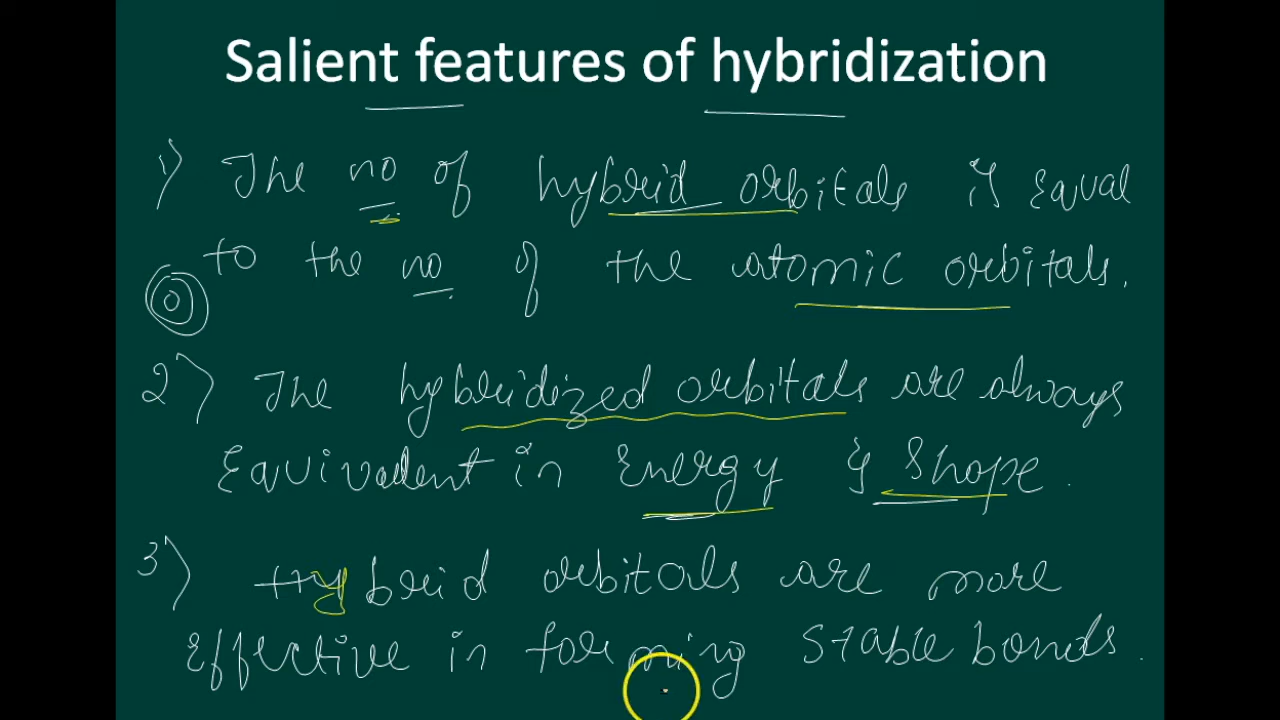 Salient features of hybridization
1) The no of hybrid orbitals is equal
to the no of the atomic orbitals.
2) The hybridized orbitals are always
Equivalent in Energy & Shape.
3) Hybrid orbitals are more
Effective in forming stable bonds.